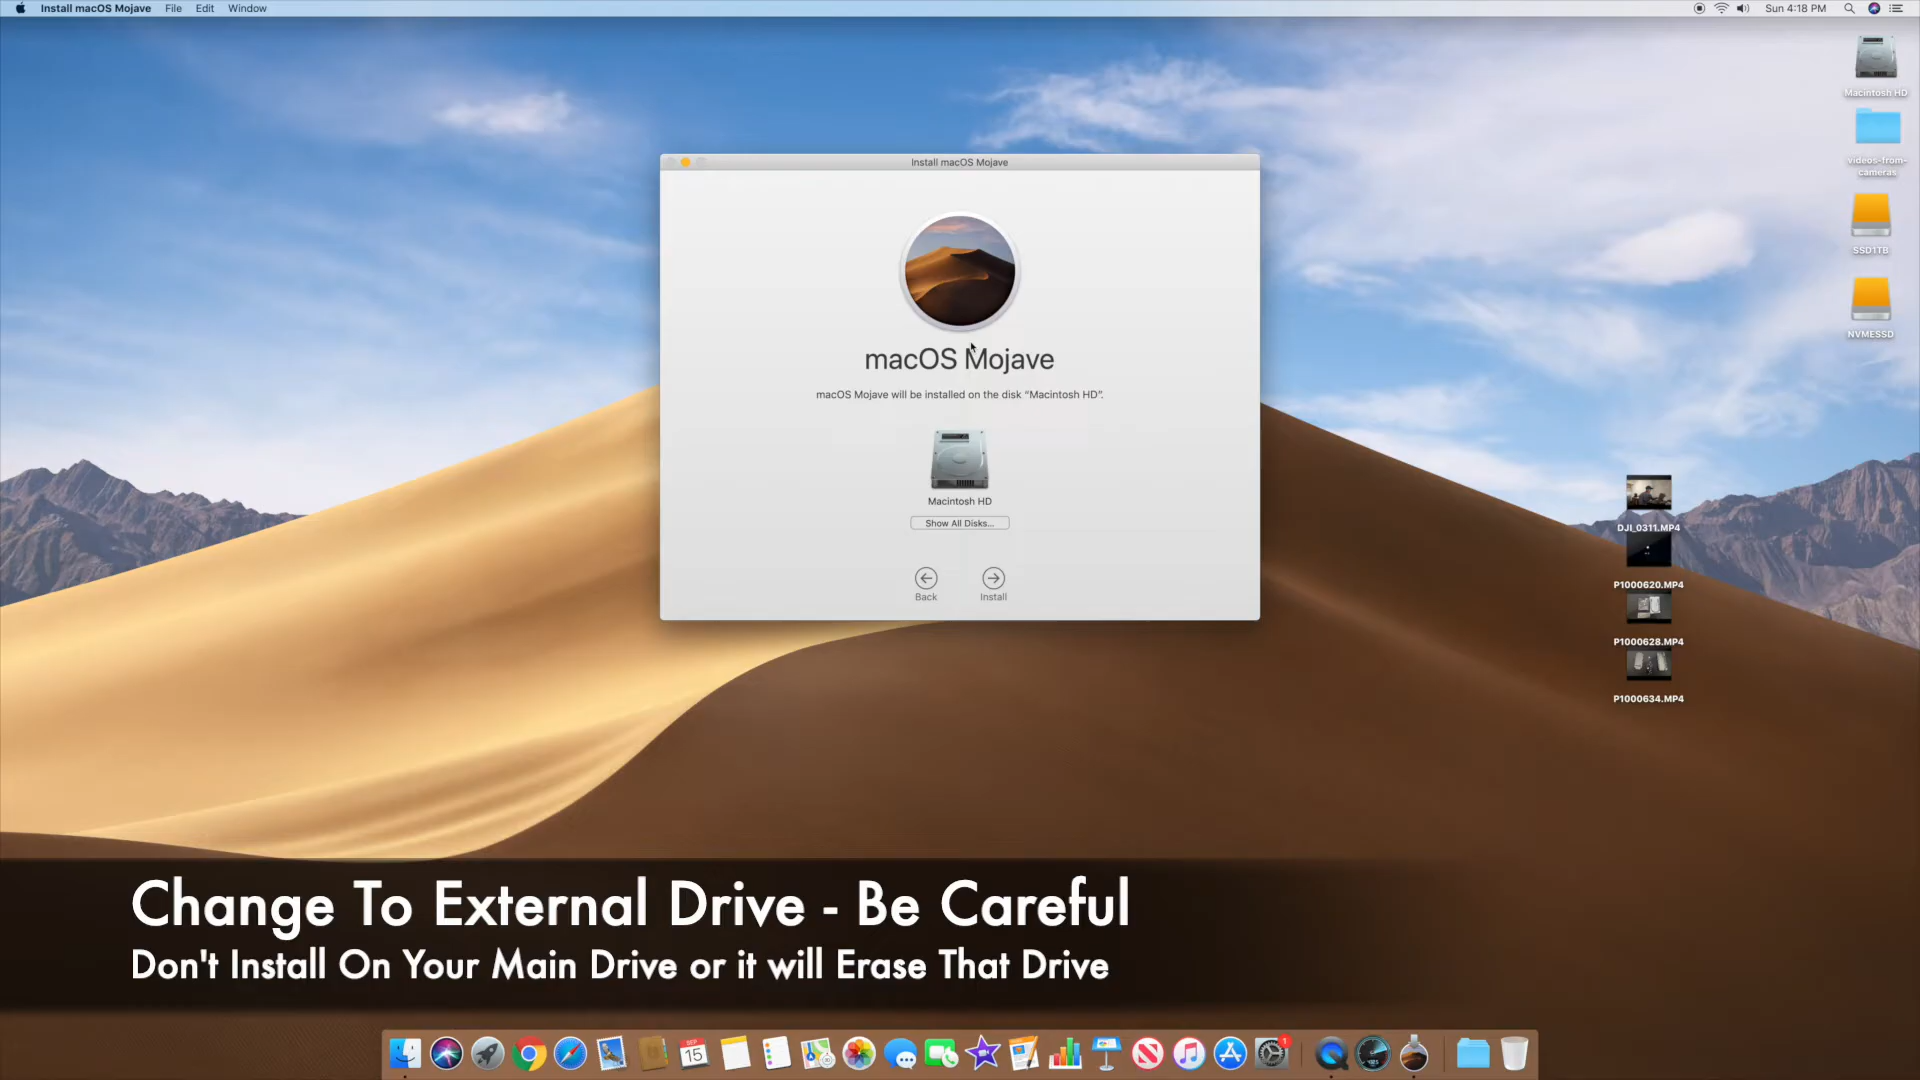 Install macOS Mojave File Edit Window
Sun 4:18 PM
Macintosh HD
videos-from-
cameras
SSD1TB
NVMESSD
Install macOS Mojave
macOS Mojave
macOS Mojave will be installed on the disk “Macintosh HD”.
Macintosh HD
Show All Disks...
Back
Install
DJI_0311.MP4
P1000620.MP4
P1000628.MP4
P1000634.MP4
Change To External Drive - Be Careful
Don't Install On Your Main Drive or it will Erase That Drive
SEP
15
1